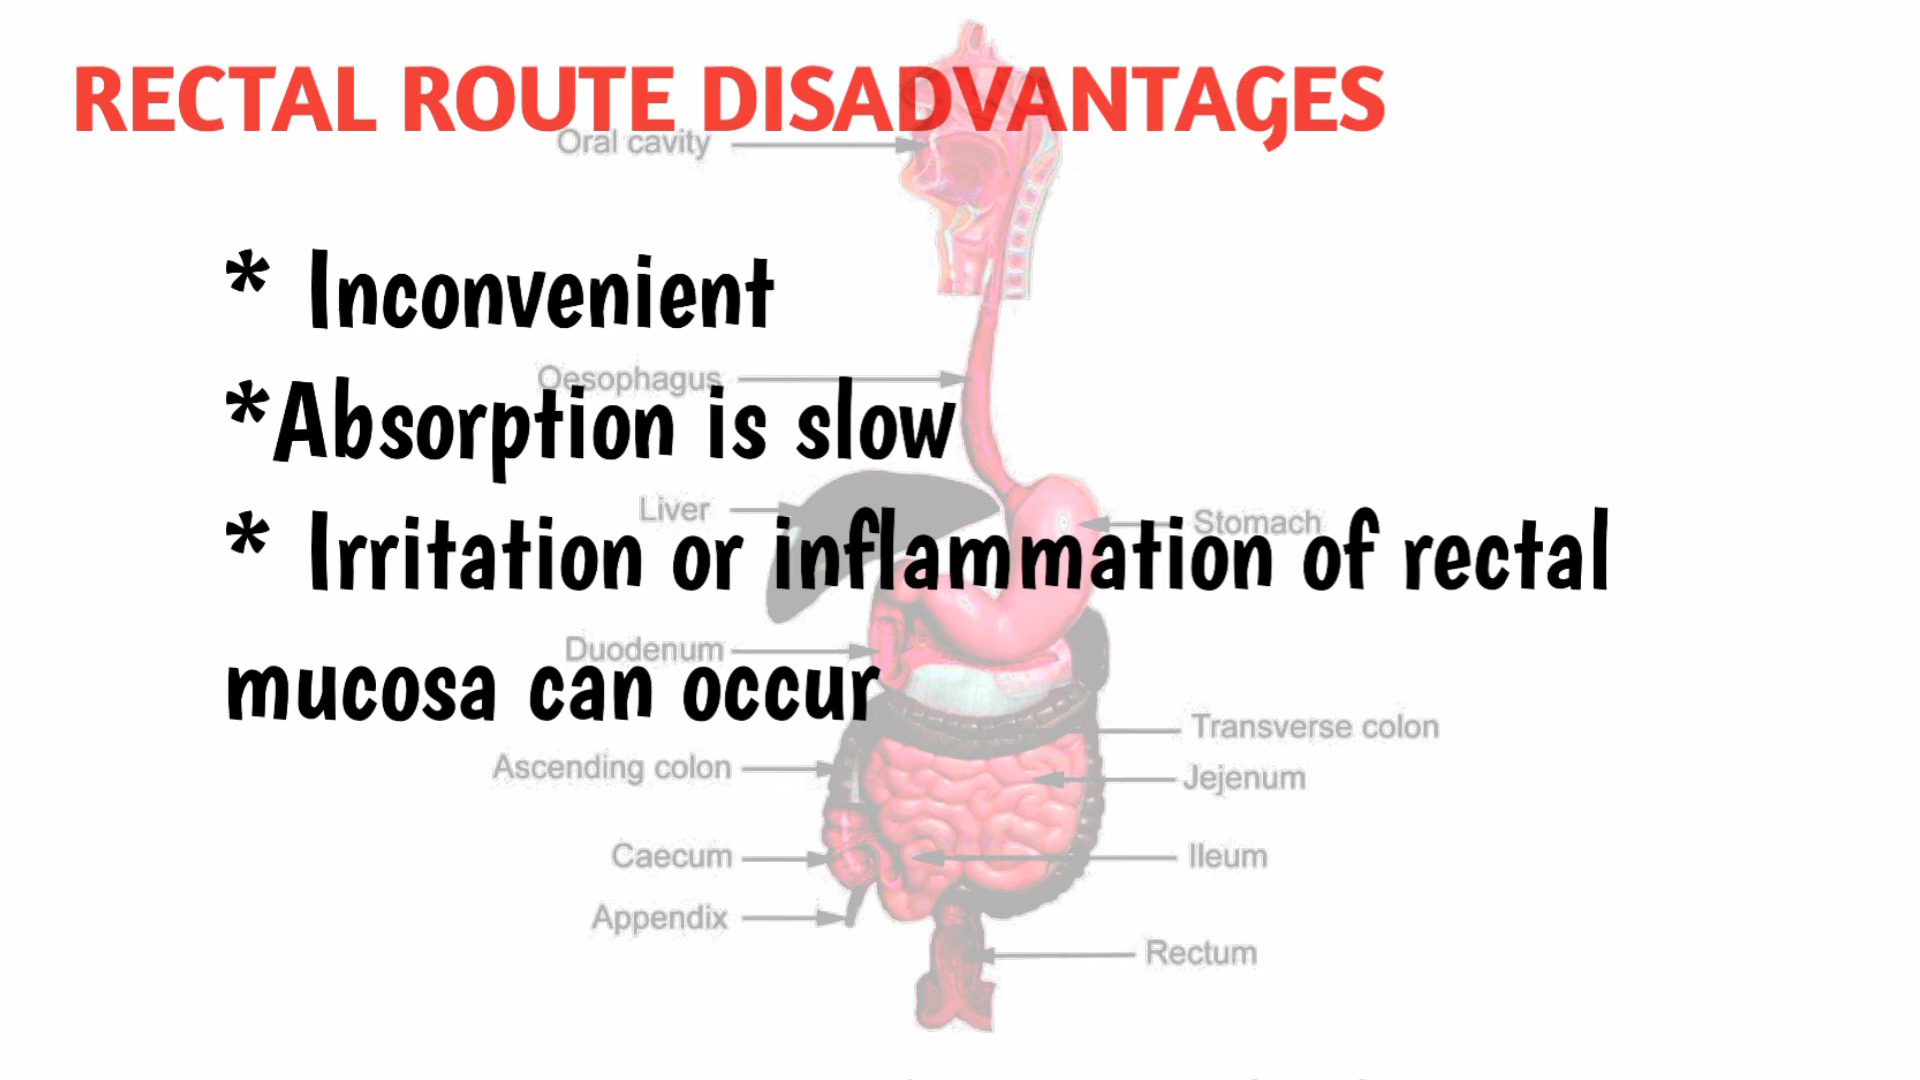 RECTAL ROUTE DISADVANTAGES
Oral cavity
* Inconvenient
Oesophagus
*Absorption is slow
Liver
Stomach
* Irritation or inflammation of rectal
Duodenum
mucosa can occur
Transverse colon
Ascending colon
Jejenum
Caecum
Ileum
Appendix
Rectum